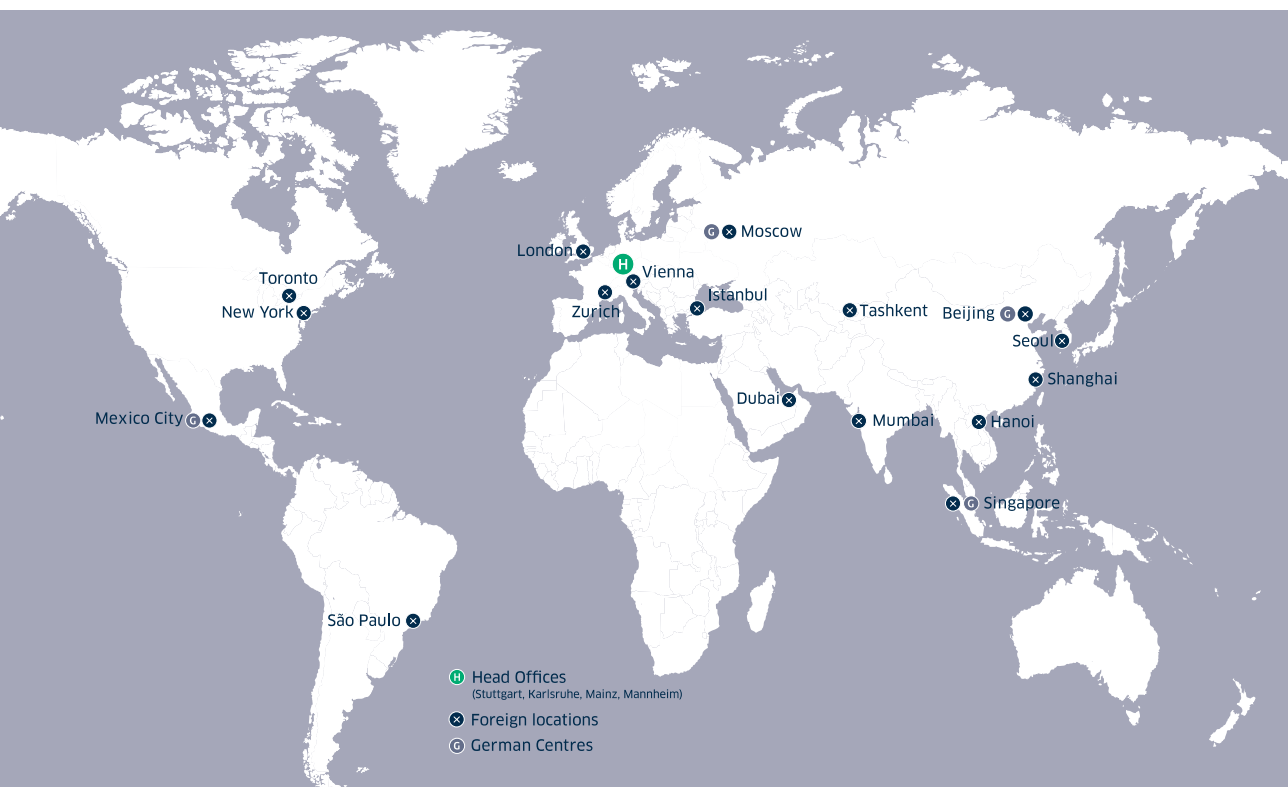 G Moscow
London
H
Vienna
Toronto
Istanbul
New York
Zurich
Tashkent
Beijing G
Seoul
Shanghai
Dubai
Mexico City G
Mumbai
Hanoi
G Singapore
São Paulo
H Head Offices
(Stuttgart, Karlsruhe, Mainz, Mannheim)
Foreign locations
G German Centres